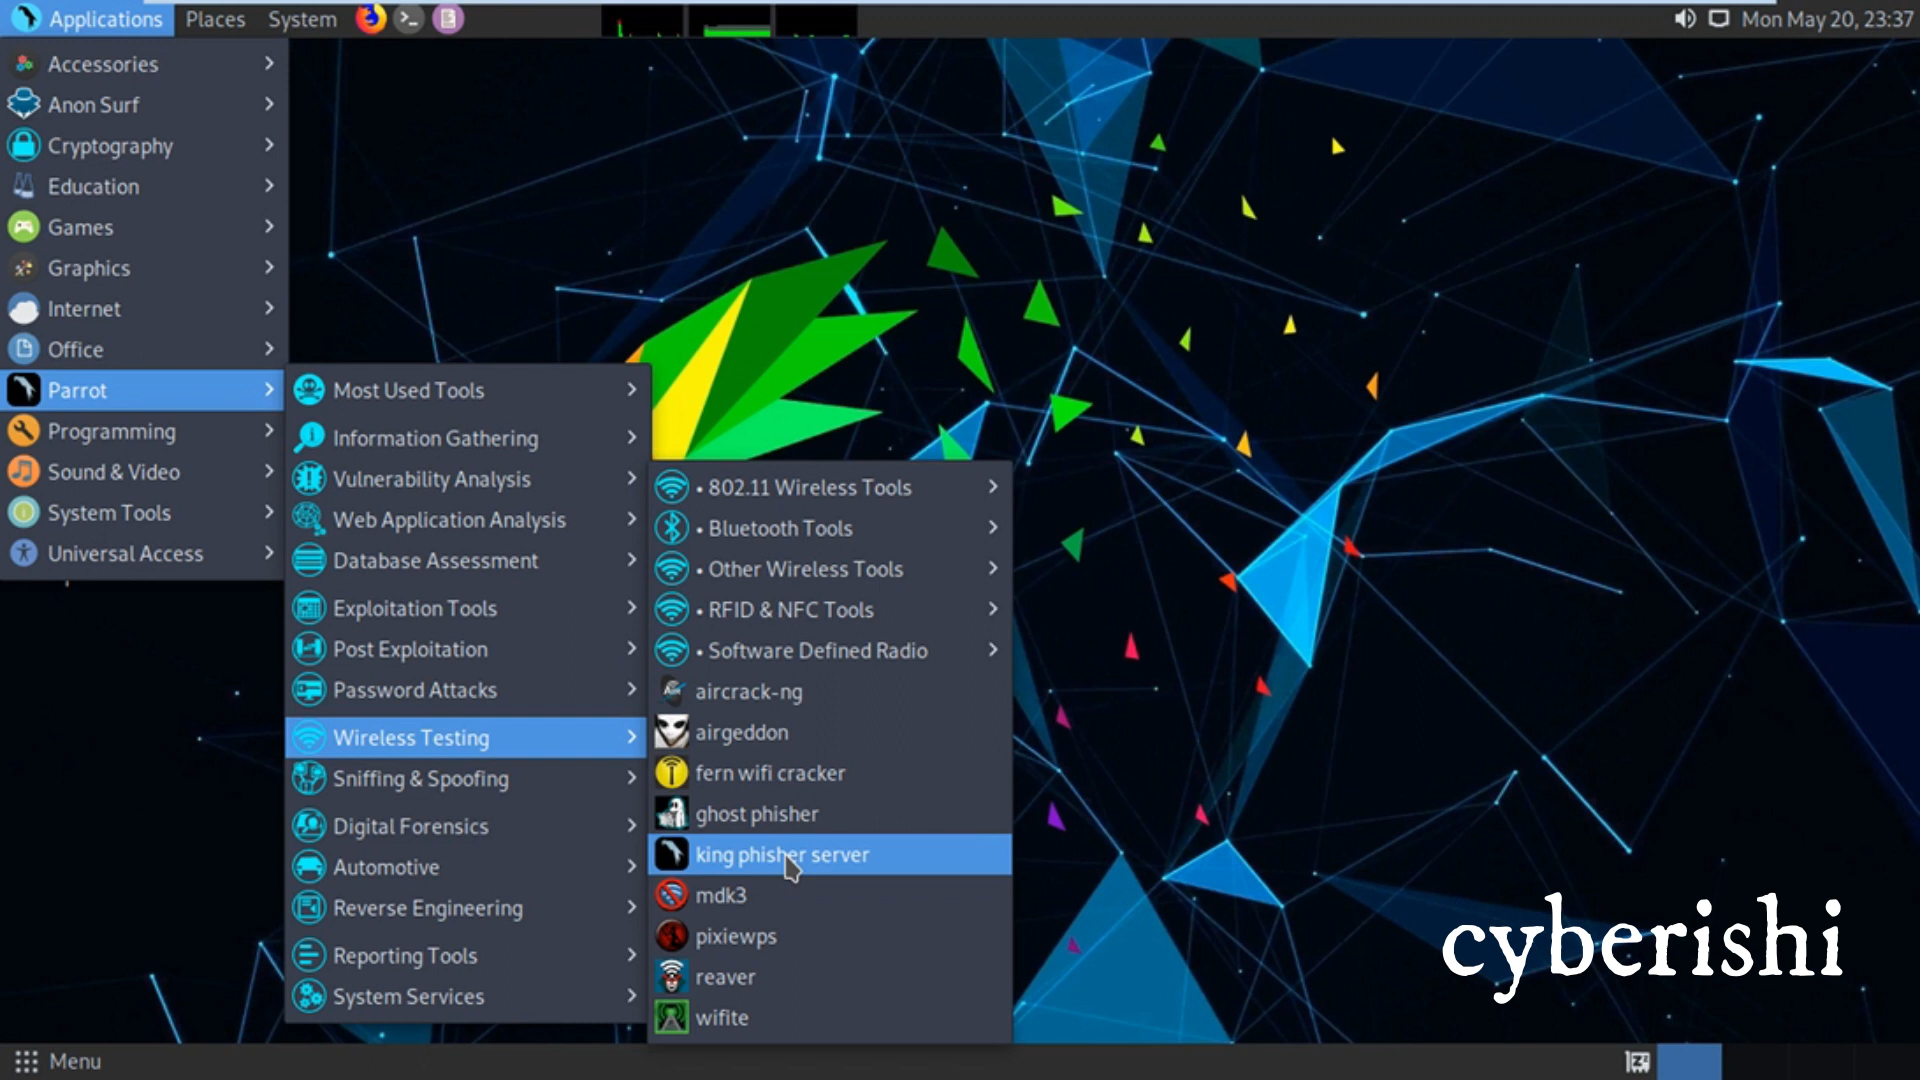 Applications Places System Mon May 20, 23:37
Accessories
Anon Surf
Cryptography
Education
Games
Graphics
Internet
Office
Parrot
Programming
Sound & Video
System Tools
Universal Access
Most Used Tools
Information Gathering
Vulnerability Analysis
Web Application Analysis
Database Assessment
Exploitation Tools
Post Exploitation
Password Attacks
Wireless Testing
Sniffing & Spoofing
Digital Forensics
Automotive
Reverse Engineering
Reporting Tools
System Services
• 802.11 Wireless Tools
• Bluetooth Tools
• Other Wireless Tools
• RFID & NFC Tools
• Software Defined Radio
aircrack-ng
airgeddon
fern wifi cracker
ghost phisher
king phisher server
mdk3
pixiewps
reaver
wifite
cyberishi
Menu